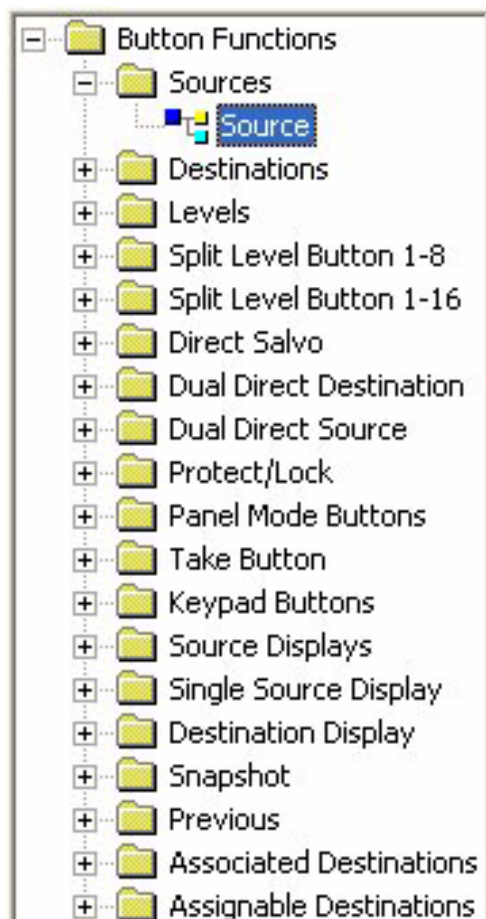 Button Functions
Sources
Source
Destinations
Levels
Split Level Button 1-8
Split Level Button 1-16
Direct Salvo
Dual Direct Destination
Dual Direct Source
Protect/Lock
Panel Mode Buttons
Take Button
Keypad Buttons
Source Displays
Single Source Display
Destination Display
Snapshot
Previous
Associated Destinations
Assignable Destinations